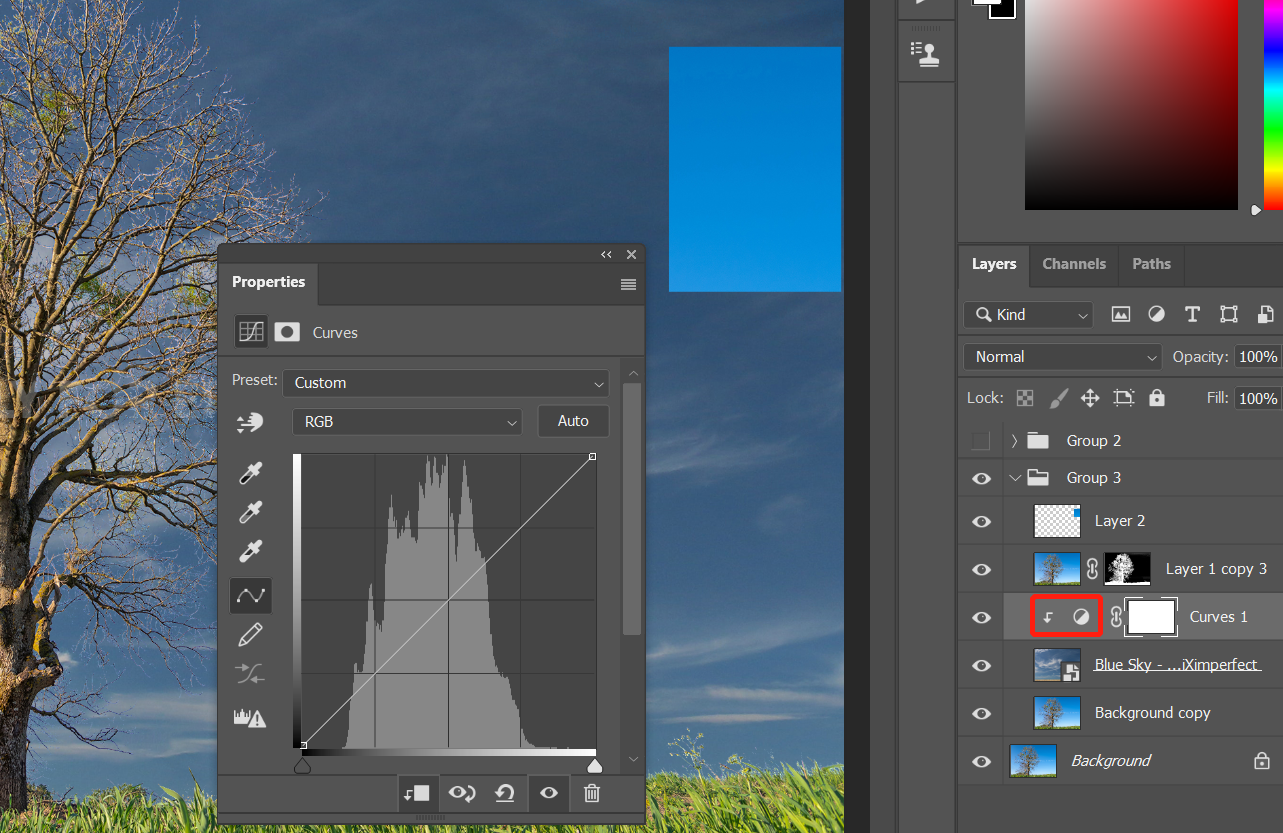 Properties
Curves
Preset: Custom
RGB
Auto
Layers Channels Paths
Kind
Normal
Opacity: 100%
Lock:
Fill: 100%
Group 2
Group 3
Layer 2
Layer 1 copy 3
Curves 1
Blue Sky - ...iXimperfect
Background copy
Background